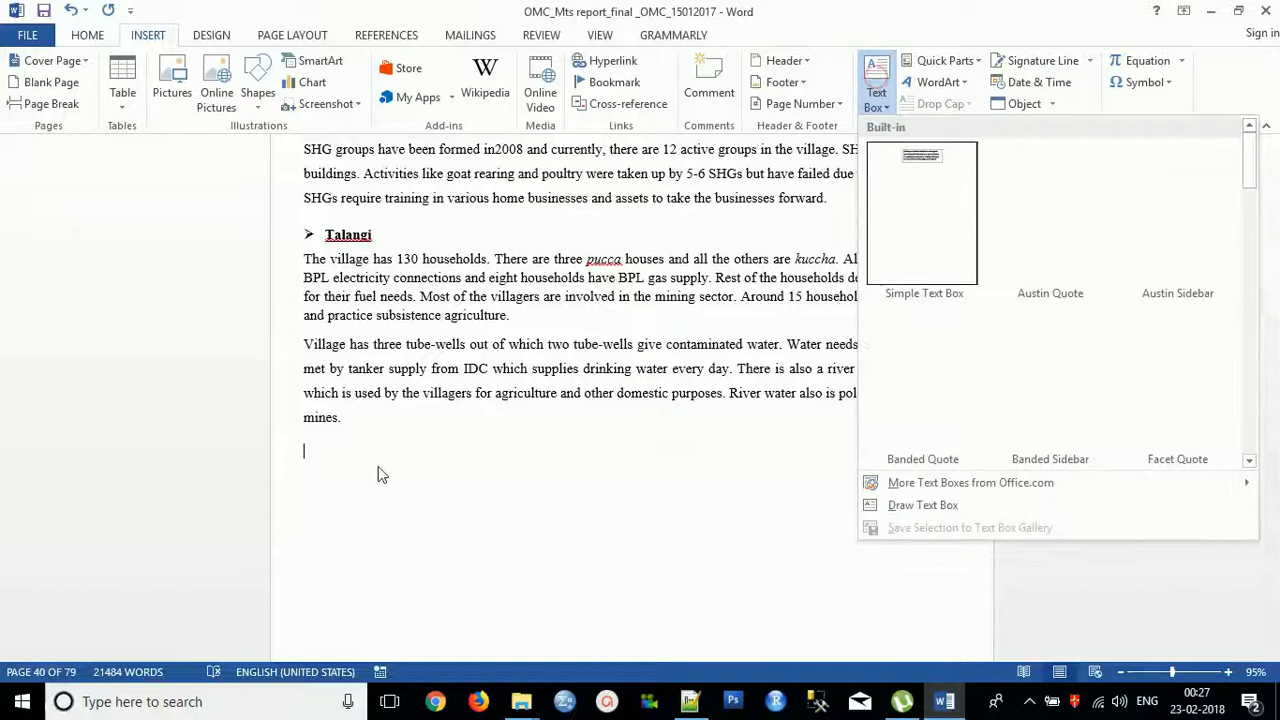 OMC_Mts report_final _OMC_15012017 - Word
FILE HOME INSERT DESIGN PAGE LAYOUT REFERENCES MAILINGS REVIEW VIEW GRAMMARLY Sign in
Cover Page
Blank Page
Page Break
Pages
Table
Tables
Pictures
Online Pictures
Shapes
SmartArt
Chart
Screenshot
Illustrations
Store
My Apps
Wikipedia
Add-ins
Online Video
Media
Hyperlink
Bookmark
Cross-reference
Links
Comment
Comments
Header
Footer
Page Number
Header & Footer
Text Box
Quick Parts
WordArt
Drop Cap
Signature Line
Date & Time
Object
Equation
Symbol
Built-in
Simple Text Box Austin Quote Austin Sidebar
Banded Quote Banded Sidebar Facet Quote
More Text Boxes from Office.com
Draw Text Box
Save Selection to Text Box Gallery
SHG groups have been formed in2008 and currently, there are 12 active groups in the village. SH
buildings. Activities like goat rearing and poultry were taken up by 5-6 SHGs but have failed due
SHGs require training in various home businesses and assets to take the businesses forward.
➢ Talangi
The village has 130 households. There are three pucca houses and all the others are kuccha. Al
BPL electricity connections and eight households have BPL gas supply. Rest of the households de
for their fuel needs. Most of the villagers are involved in the mining sector. Around 15 househol
and practice subsistence agriculture.
Village has three tube-wells out of which two tube-wells give contaminated water. Water needs
met by tanker supply from IDC which supplies drinking water every day. There is also a river
which is used by the villagers for agriculture and other domestic purposes. River water also is pol
mines.
PAGE 40 OF 79 21484 WORDS ENGLISH (UNITED STATES) 95%
Type here to search
ENG
00:27
23-02-2018
2